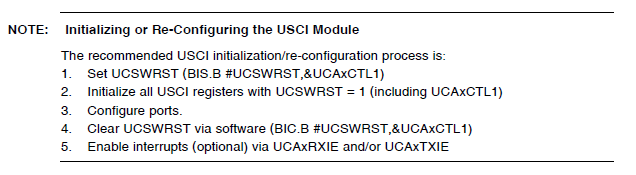 NOTE: Initializing or Re-Configuring the USCI Module
The recommended USCI initialization/re-configuration process is:
1. Set UCSWRST (BIS.B #UCSWRST,&UCAxCTL1)
2. Initialize all USCI registers with UCSWRST = 1 (including UCAxCTL1)
3. Configure ports.
4. Clear UCSWRST via software (BIC.B #UCSWRST,&UCAxCTL1)
5. Enable interrupts (optional) via UCAxRXIE and/or UCAxTXIE